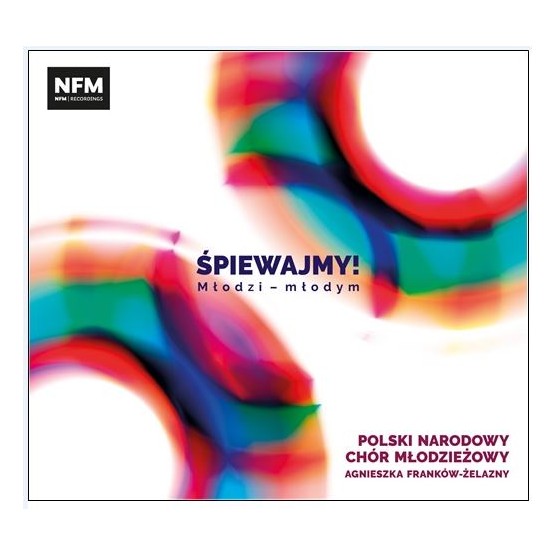 NFM
NFM | RECORDINGS
ŚPIEWAJMY!
Młodzi – młodym
POLSKI NARODOWY
CHÓR MŁODZIEŻOWY
AGNIESZKA FRANKÓW-ŻELAZNY